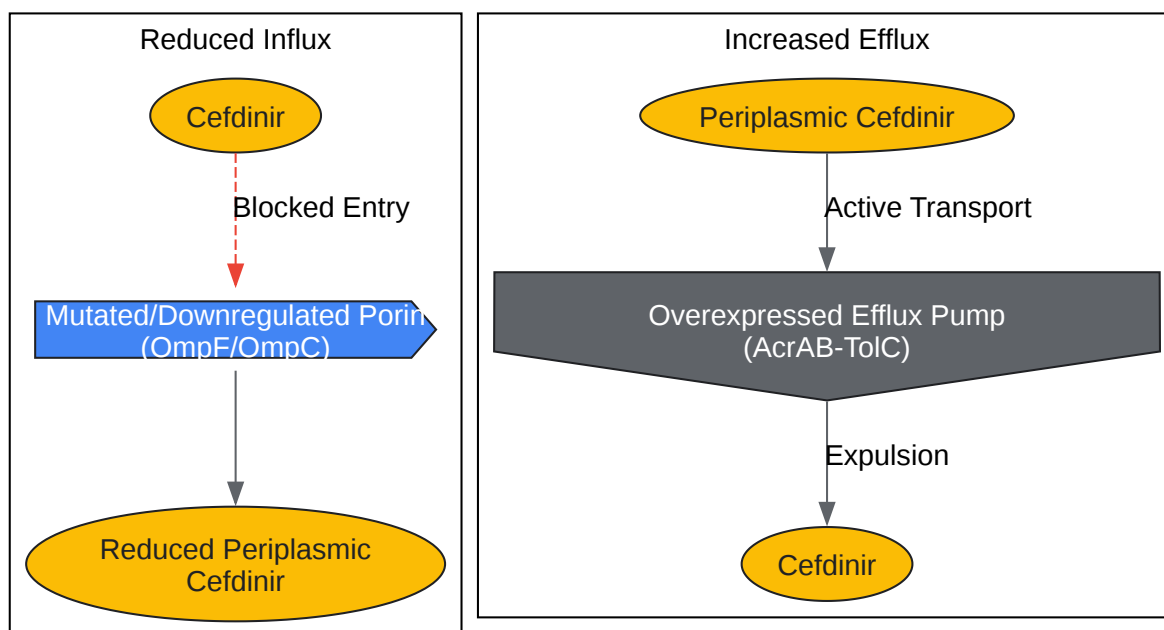 Reduced Influx
Cefdinir
Blocked Entry
Mutated/Downregulated Porin
(OmpF/OmpC)
Reduced Periplasmic
Cefdinir
Increased Efflux
Periplasmic Cefdinir
Active Transport
Overexpressed Efflux Pump
(AcrAB-TolC)
Expulsion
Cefdinir